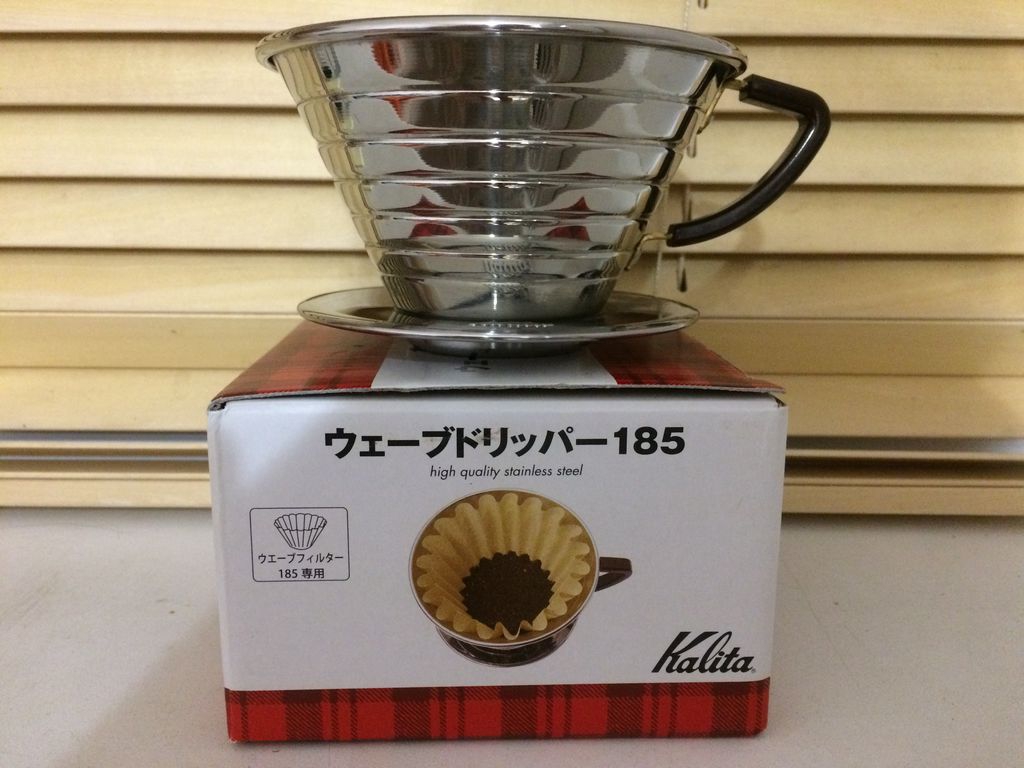 ウェーブドリッパー185
high quality stainless steel
ウエーブフィルター
185 専用
Kalita